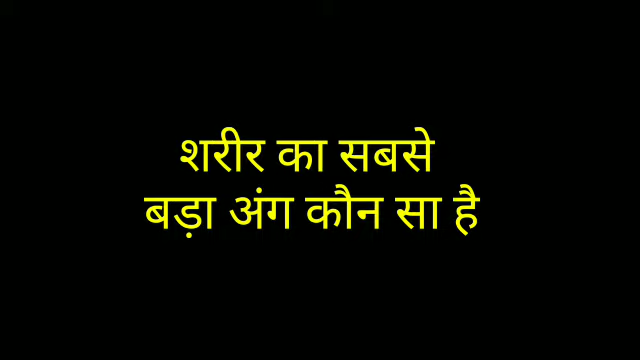 शरीर का सबसे
बड़ा अंग कौन सा है